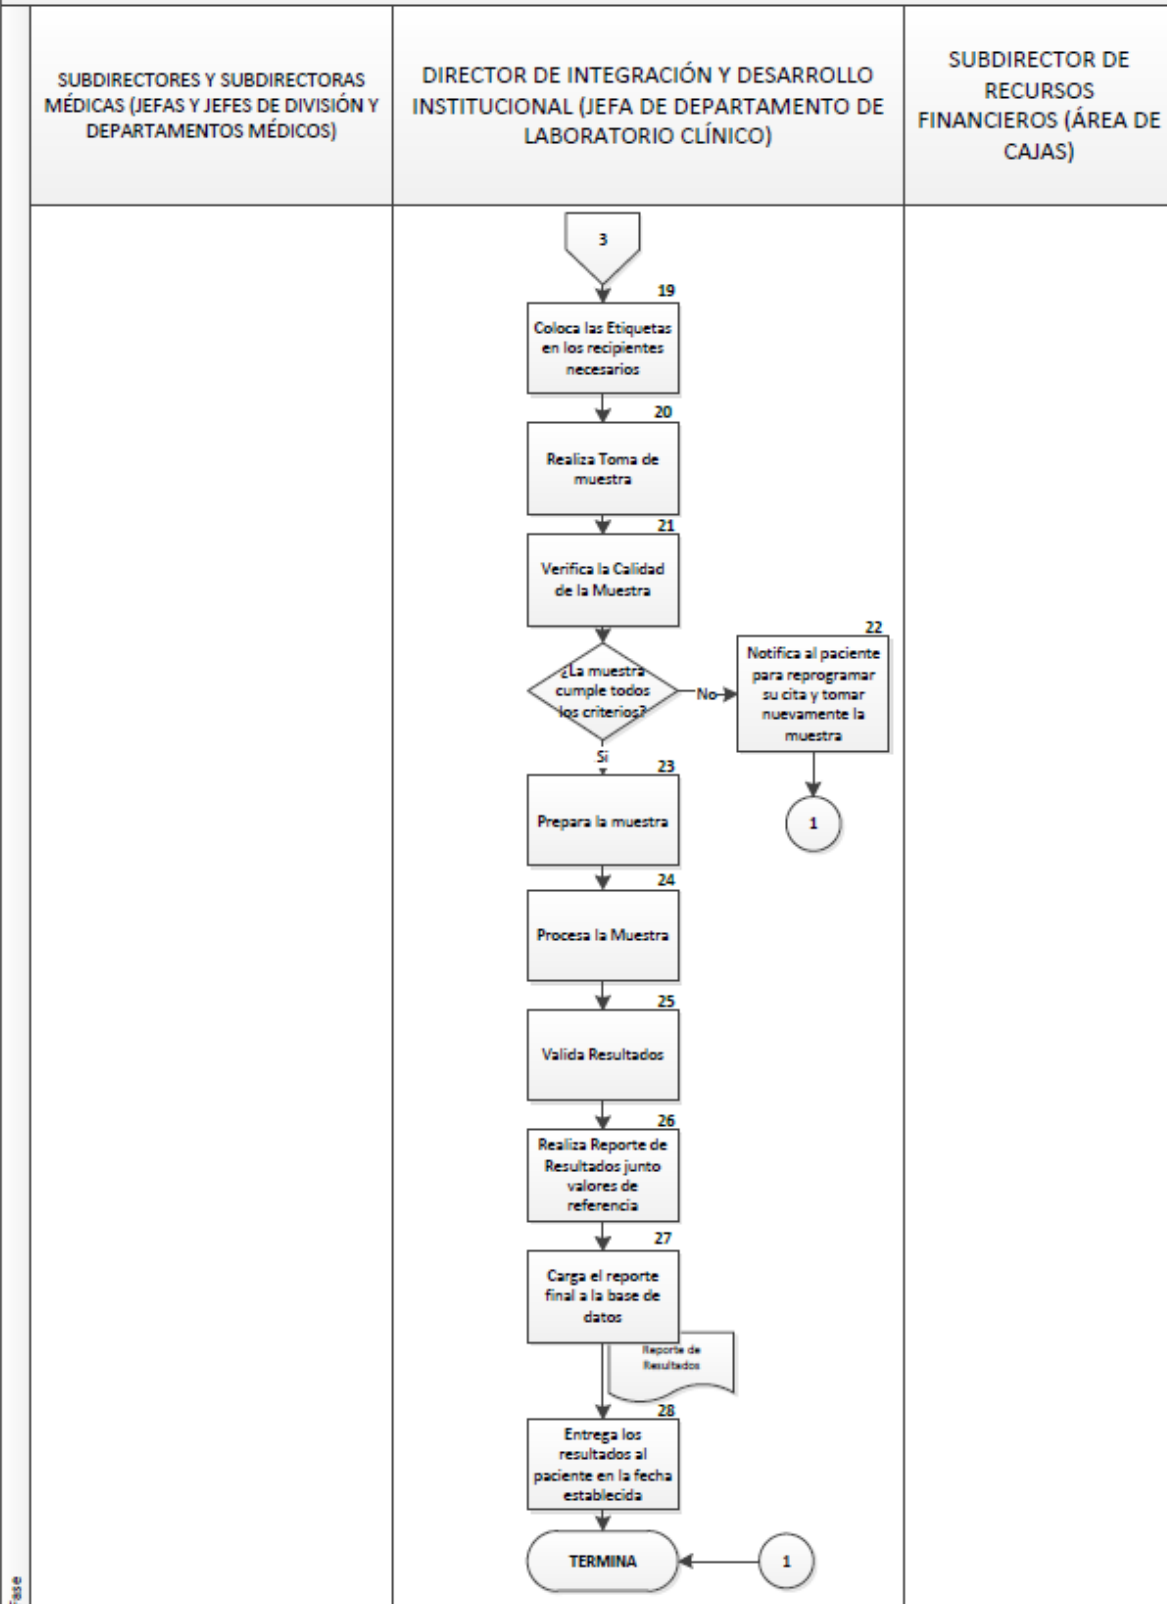 SUBDIRECTORES Y SUBDIRECTORAS
MÉDICAS (JEFAS Y JEFES DE DIVISIÓN Y
DEPARTAMENTOS MÉDICOS)
DIRECTOR DE INTEGRACIÓN Y DESARROLLO
INSTITUCIONAL (JEFA DE DEPARTAMENTO DE
LABORATORIO CLÍNICO)
SUBDIRECTOR DE
RECURSOS
FINANCIEROS (ÁREA DE
CAJAS)
3
19
Coloca las Etiquetas
en los recipientes
necesarios
20
Realiza Toma de
muestra
21
Verifica la Calidad
de la Muestra
¿La muestra
cumple todos
los criterios?
No
22
Notifica al paciente
para reprogramar
su cita y tomar
nuevamente la
muestra
1
Si
23
Prepara la muestra
24
Procesa la Muestra
25
Valida Resultados
26
Realiza Reporte de
Resultados junto
valores de
referencia
27
Carga el reporte
final a la base de
datos
Reporte de
Resultados
28
Entrega los
resultados al
paciente en la fecha
establecida
TERMINA
1
Fase